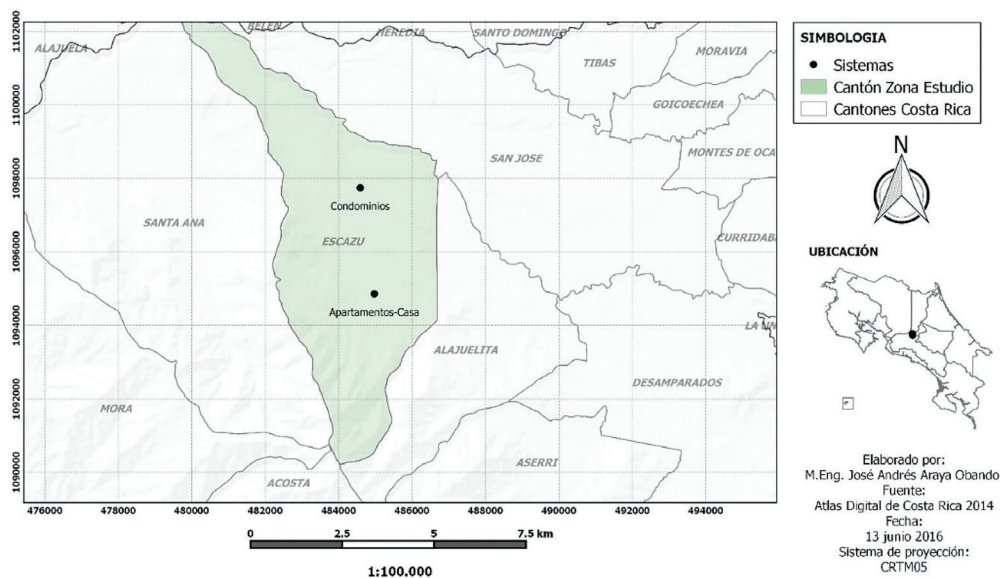 1102000
1100000
1098000
1096000
1094000
1092000
1090000
ALAJUELA
BELEN
HEREDIA
SANTO DOMINGO
TIBAS
MORAVIA
GOICOECHEA
SAN JOSE
MONTES DE OCA
Condominios
SANTA ANA
ESCAZU
CURRIDABA
Apartamentos-Casa
LA UN
ALAJUELITA
DESAMPARADOS
MORA
ASERRI
ACOSTA
476000 478000 480000 482000 484000 486000 488000 490000 492000 494000
0 2.5 5 7.5 km
1:100.000
SIMBOLOGIA
Sistemas
Cantón Zona Estudio
Cantones Costa Rica
N
UBICACIÓN
Elaborado por:
M.Eng. José Andrés Araya Obando
Fuente:
Atlas Digital de Costa Rica 2014
Fecha:
13 junio 2016
Sistema de proyección:
CRTM05